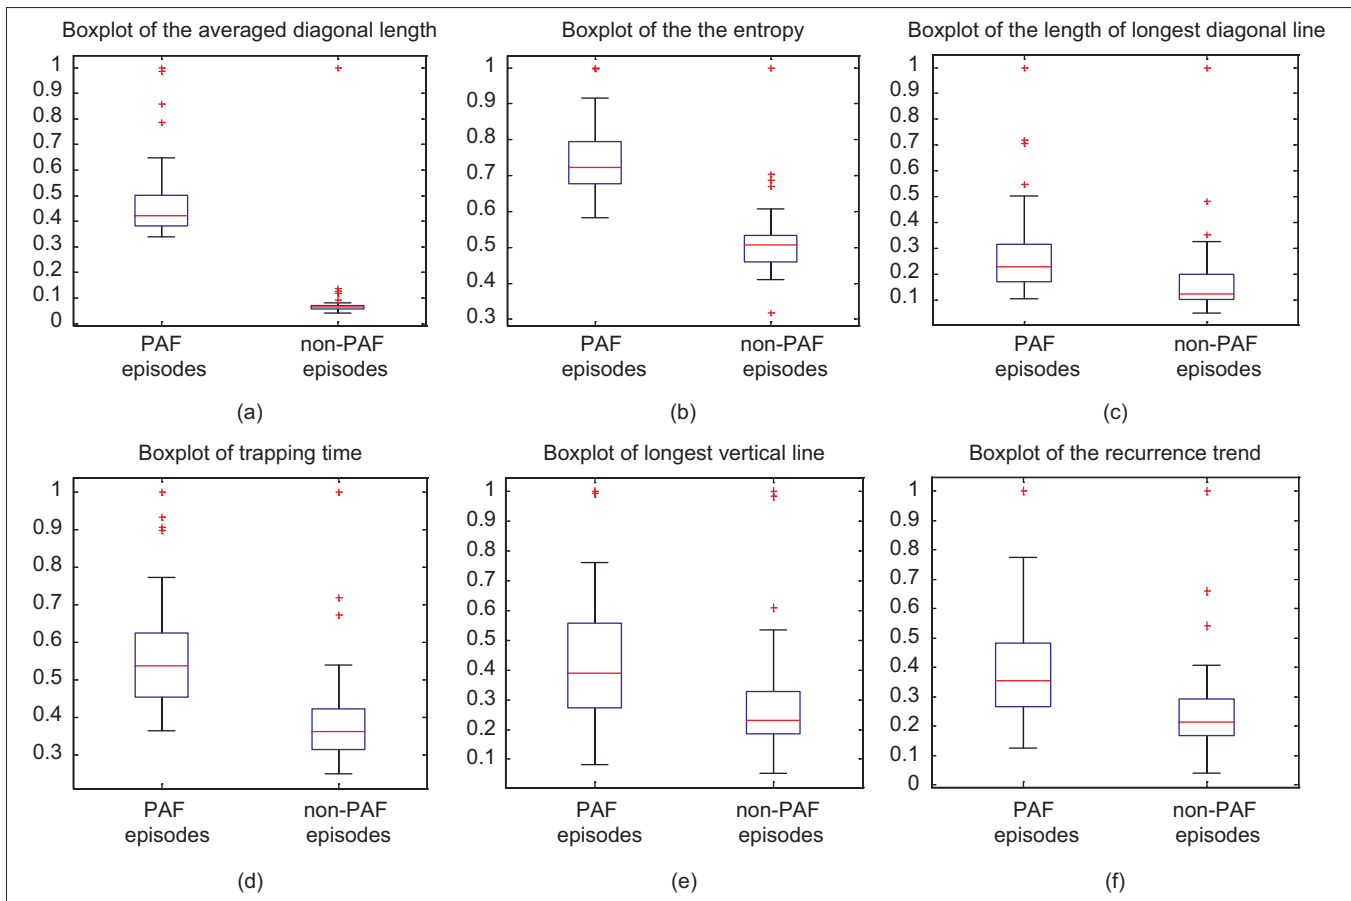 Boxplot of the averaged diagonal length
1
0.9
0.8
0.7
0.6
0.5
0.4
0.3
0.2
0.1
0
PAF
episodes
non-PAF
episodes
(a)
Boxplot of the the entropy
1
0.9
0.8
0.7
0.6
0.5
0.4
0.3
PAF
episodes
non-PAF
episodes
(b)
Boxplot of the length of longest diagonal line
1
0.9
0.8
0.7
0.6
0.5
0.4
0.3
0.2
0.1
PAF
episodes
non-PAF
episodes
(c)
Boxplot of trapping time
1
0.9
0.8
0.7
0.6
0.5
0.4
0.3
PAF
episodes
non-PAF
episodes
(d)
Boxplot of longest vertical line
1
0.9
0.8
0.7
0.6
0.5
0.4
0.3
0.2
0.1
PAF
episodes
non-PAF
episodes
(e)
Boxplot of the recurrence trend
1
0.9
0.8
0.7
0.6
0.5
0.4
0.3
0.2
0.1
0
PAF
episodes
non-PAF
episodes
(f)